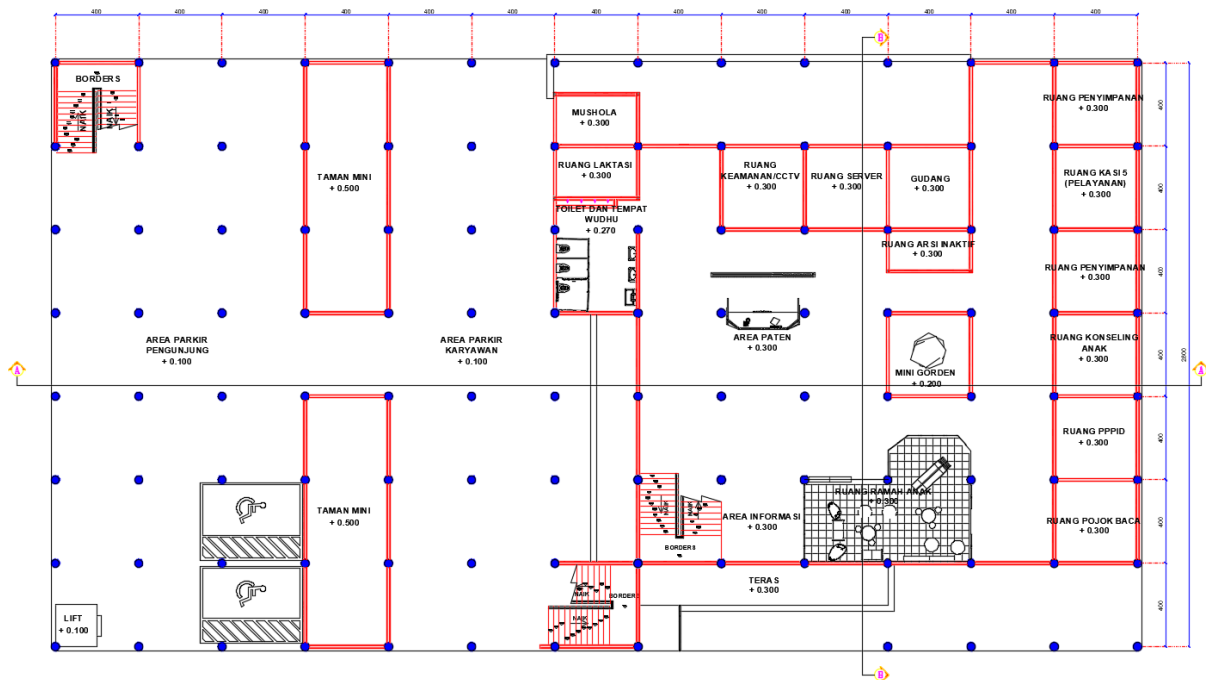 400 400 400 400 400 400 400 400 400 400 400 400 400
B
BORDERS
NAIK
NAIK
TAMAN MINI
+ 0.500
MUSHOLA
+ 0.300
RUANG LAKTASI
+ 0.300
TOILET DAN TEMPAT
WUDHU
+ 0.270
RUANG
KEAMANAN/CCTV
+ 0.300
RUANG SERVER
+ 0.300
GUDANG
+ 0.300
RUANG ARSI INAKTIF
+ 0.300
RUANG PENYIMPANAN
+ 0.300
RUANG KASI 5
(PELAYANAN)
+ 0.300
RUANG PENYIMPANAN
+ 0.300
400
400
400
400
400
400
400
2800
AREA PARKIR
PENGUNJUNG
+ 0.100
AREA PARKIR
KARYAWAN
+ 0.100
AREA PATEN
+ 0.300
MINI GORDEN
+ 0.200
RUANG KONSELING
ANAK
+ 0.300
A
A
TAMAN MINI
+ 0.500
NAIK
NAIK
BORDERS
AREA INFORMASI
+ 0.300
RUANG RAMAH ANAK
+ 0.300
RUANG PPPID
+ 0.300
RUANG POJOK BACA
+ 0.300
LIFT
+ 0.100
NAIK
NAIK
BORDERS
TERAS
+ 0.300
B